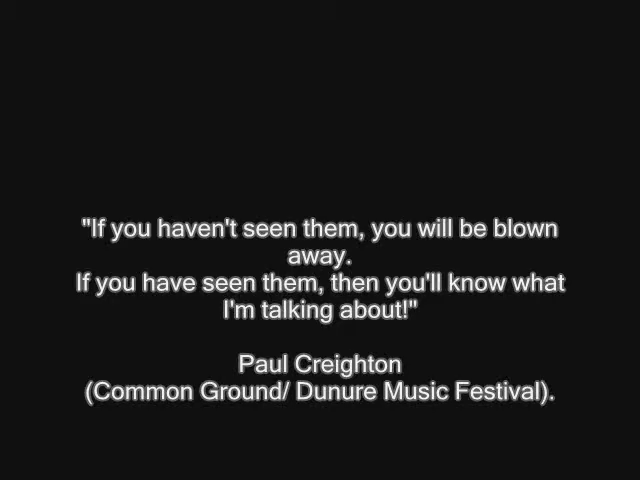 "If you haven't seen them, you will be blown
away.
If you have seen them, then you'll know what
I'm talking about!"
Paul Creighton
(Common Ground/ Dunure Music Festival).